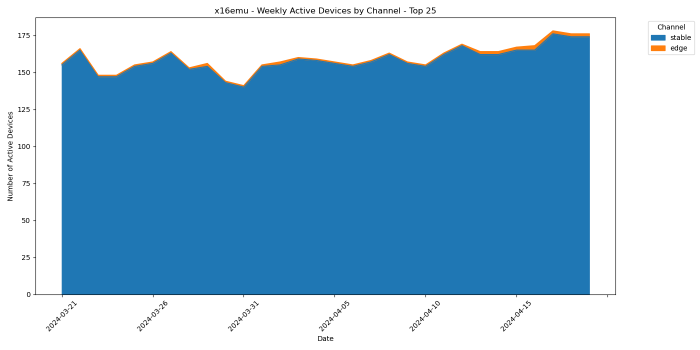 x16emu - Weekly Active Devices by Channel - Top 25
Channel
stable
edge
Number of Active Devices
175
150
125
100
75
50
25
0
2024-03-21
2024-03-26
2024-03-31
2024-04-05
2024-04-10
2024-04-15
Date